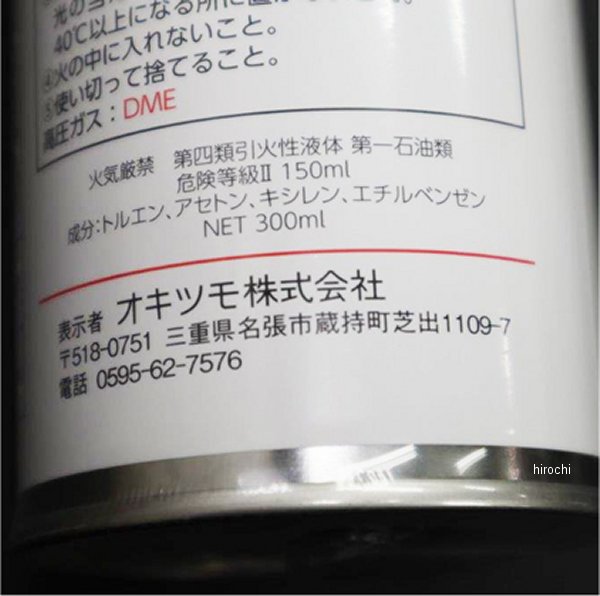 40℃以上になる所に置か
④火の中に入れないこと。
⑤使い切って捨てること。
高圧ガス：DME
火気厳禁 第四類引火性液体 第一石油類
危険等級Ⅱ 150ml
成分:トルエン、アセトン、キシレン、エチルベンゼン
NET 300ml
表示者 オキツモ株式会社
〒518-0751 三重県名張市蔵持町芝出1109-7
電話 0595-62-7576
hirochi